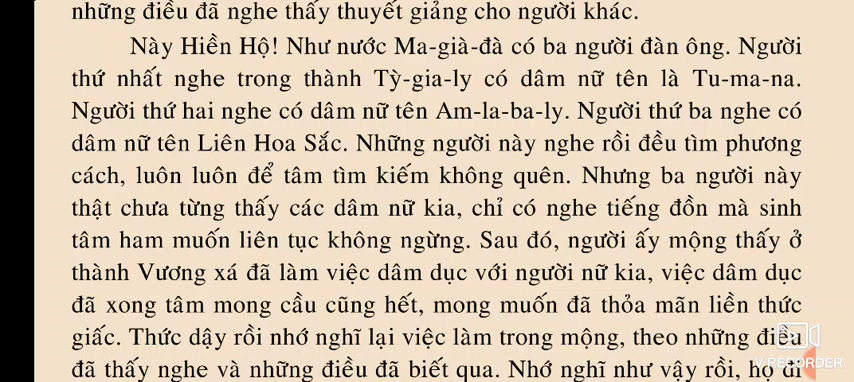 những điều đã nghe thấy thuyết giảng cho người khác.
Này Hiền Hộ! Như nước Ma-già-đà có ba người đàn ông. Người
thứ nhất nghe trong thành Tỳ-gia-ly có dâm nữ tên là Tu-ma-na.
Người thứ hai nghe có dâm nữ tên Am-la-ba-ly. Người thứ ba nghe có
dâm nữ tên Liên Hoa Sắc. Những người này nghe rồi đều tìm phương
cách, luôn luôn để tâm tìm kiếm không quên. Nhưng ba người này
thật chưa từng thấy các dâm nữ kia, chỉ có nghe tiếng đồn mà sinh
tâm ham muốn liên tục không ngừng. Sau đó, người ấy mộng thấy ở
thành Vương xá đã làm việc dâm dục với người nữ kia, việc dâm dục
đã xong tâm mong cầu cũng hết, mong muốn đã thỏa mãn liền thức
giấc. Thức dậy rồi nhớ nghĩ lại việc làm trong mộng, theo những điều
đã thấy nghe và những điều đã biết qua. Nhớ nghĩ như vậy rồi, họ đi
V RECORDER